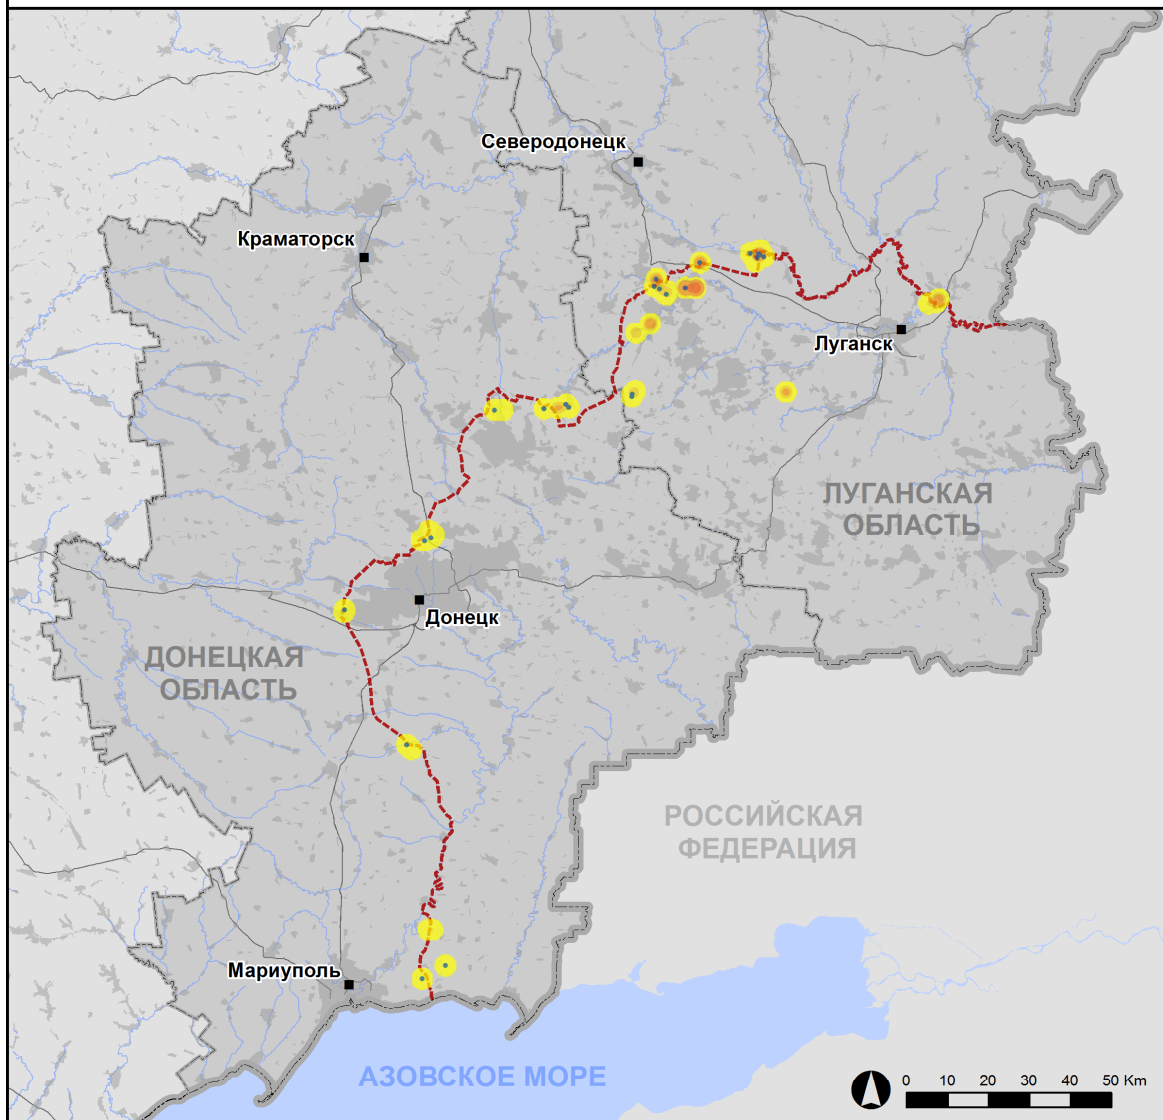 Северодонецк
Краматорск
Луганск
ЛУГАНСКАЯ
ОБЛАСТЬ
Донецк
ДОНЕЦКАЯ
ОБЛАСТЬ
РОССИЙСКАЯ
ФЕДЕРАЦИЯ
Мариуполь
АЗОВСКОЕ МОРЕ
0 10 20 30 40 50 Km